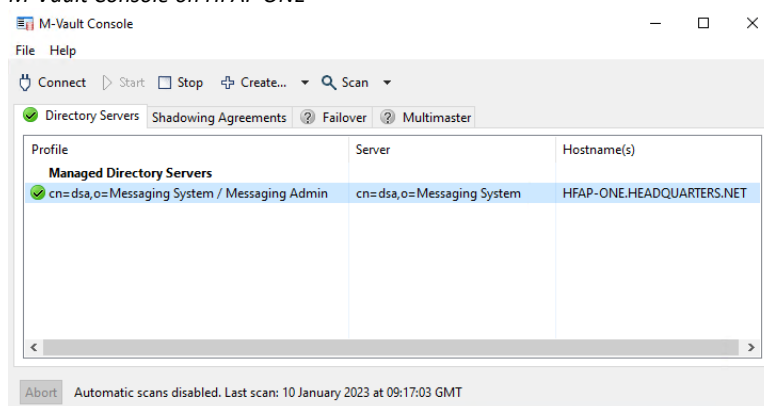 M-Vault Console on HFAP-ONE
M-Vault Console
File Help
Connect Start Stop Create... Scan
Directory Servers Shadowing Agreements Failover Multimaster
Profile Server Hostname(s)
Managed Directory Servers
cn=dsa,o=Messaging System / Messaging Admin cn=dsa,o=Messaging System HFAP-ONE.HEADQUARTERS.NET
Abort Automatic scans disabled. Last scan: 10 January 2023 at 09:17:03 GMT